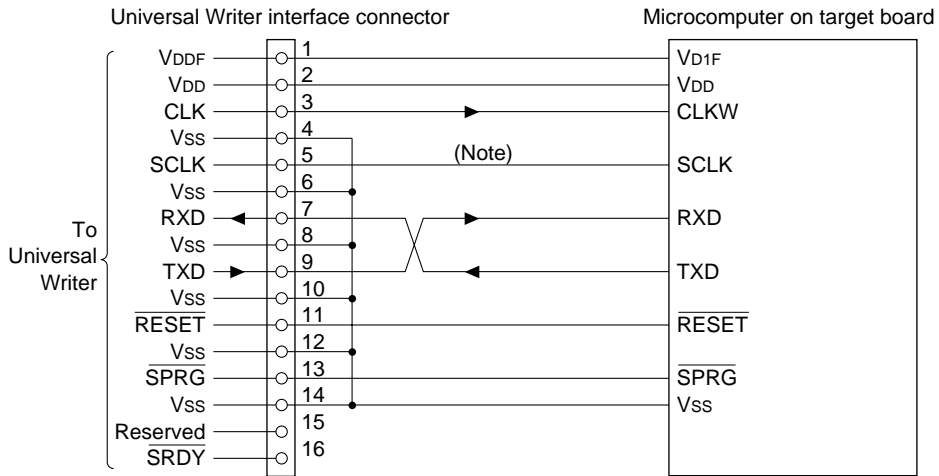 Universal Writer interface connector Microcomputer on target board
VDDF 1 VD1F
VDD 2 VDD
CLK 3 CLKW
VSS 4
SCLK 5 (Note) SCLK
VSS 6
RXD 7 RXD
VSS 8
TXD 9 TXD
VSS 10
RESET 11 RESET
VSS 12
SPRG 13 SPRG
VSS 14 VSS
Reserved 15
SRDY 16
To
Universal
Writer